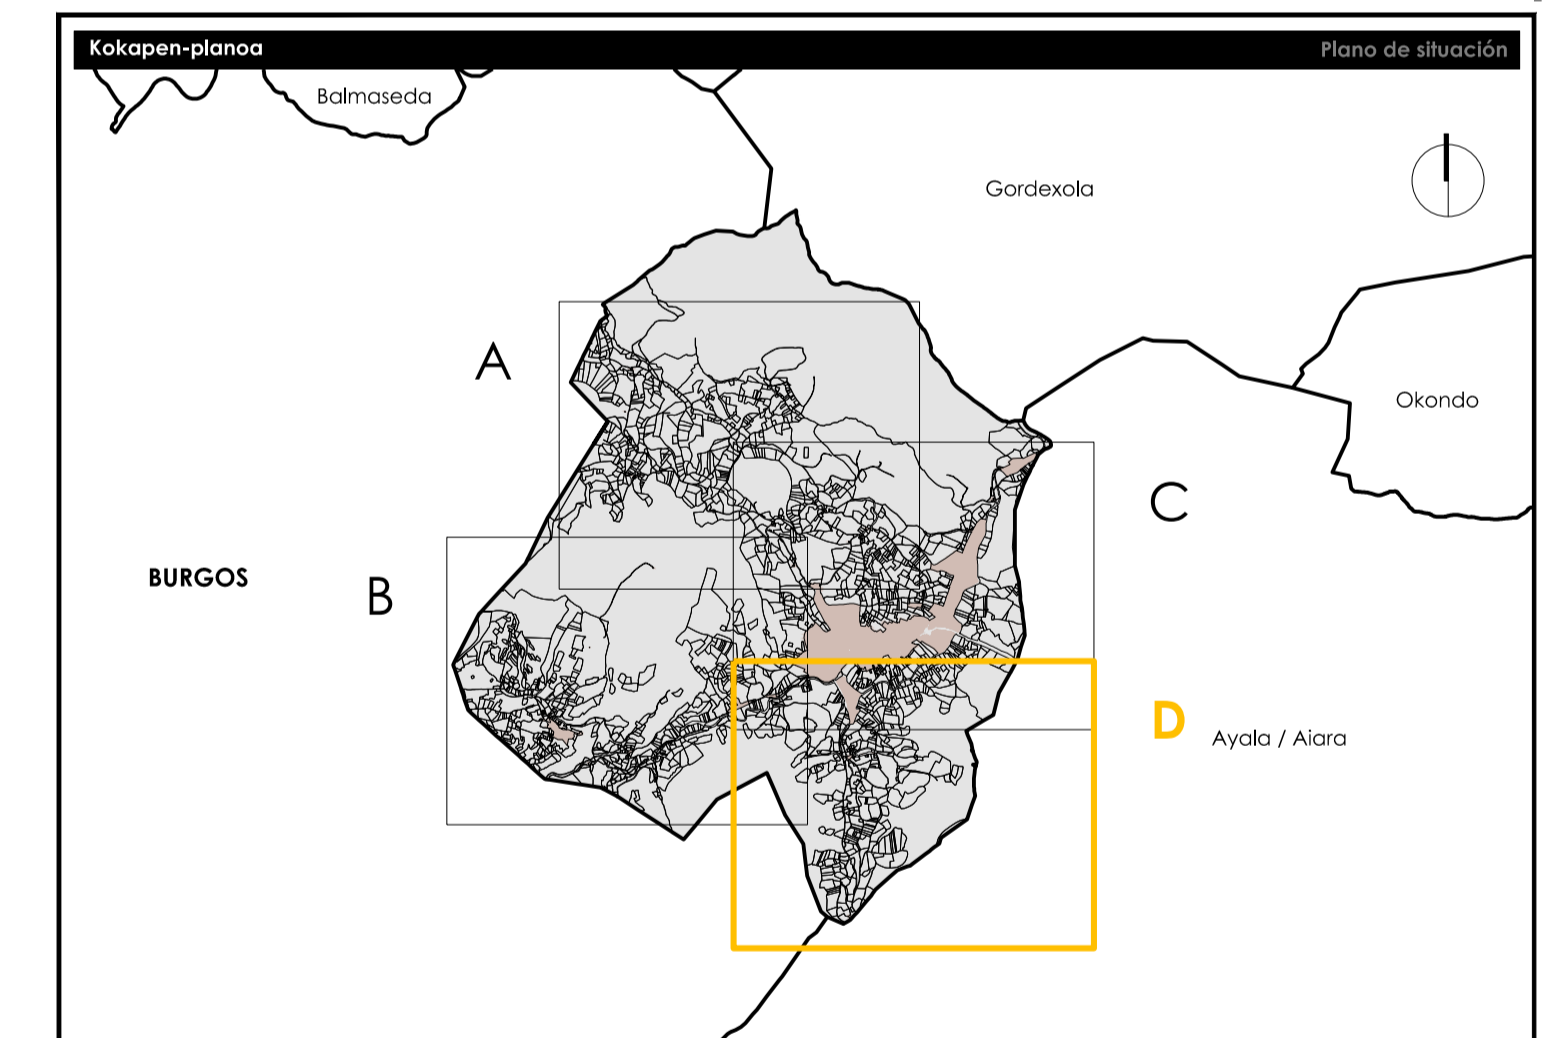 Kokapen-planoa
Plano de situación
Balmaseda
Gordexola
A
Okondo
C
BURGOS
B
D
Ayala / Aiara